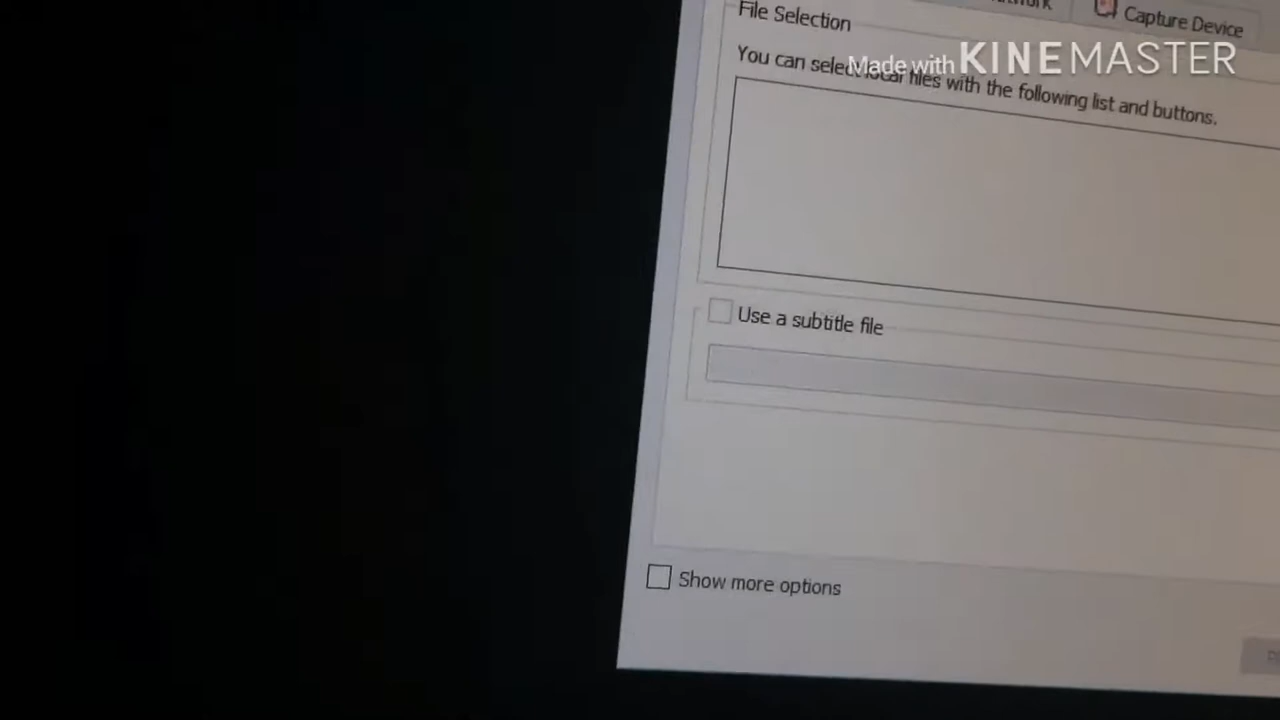 Capture Device
File Selection
Made with KINEMASTER
You can select local files with the following list and buttons.
Use a subtitle file
Show more options